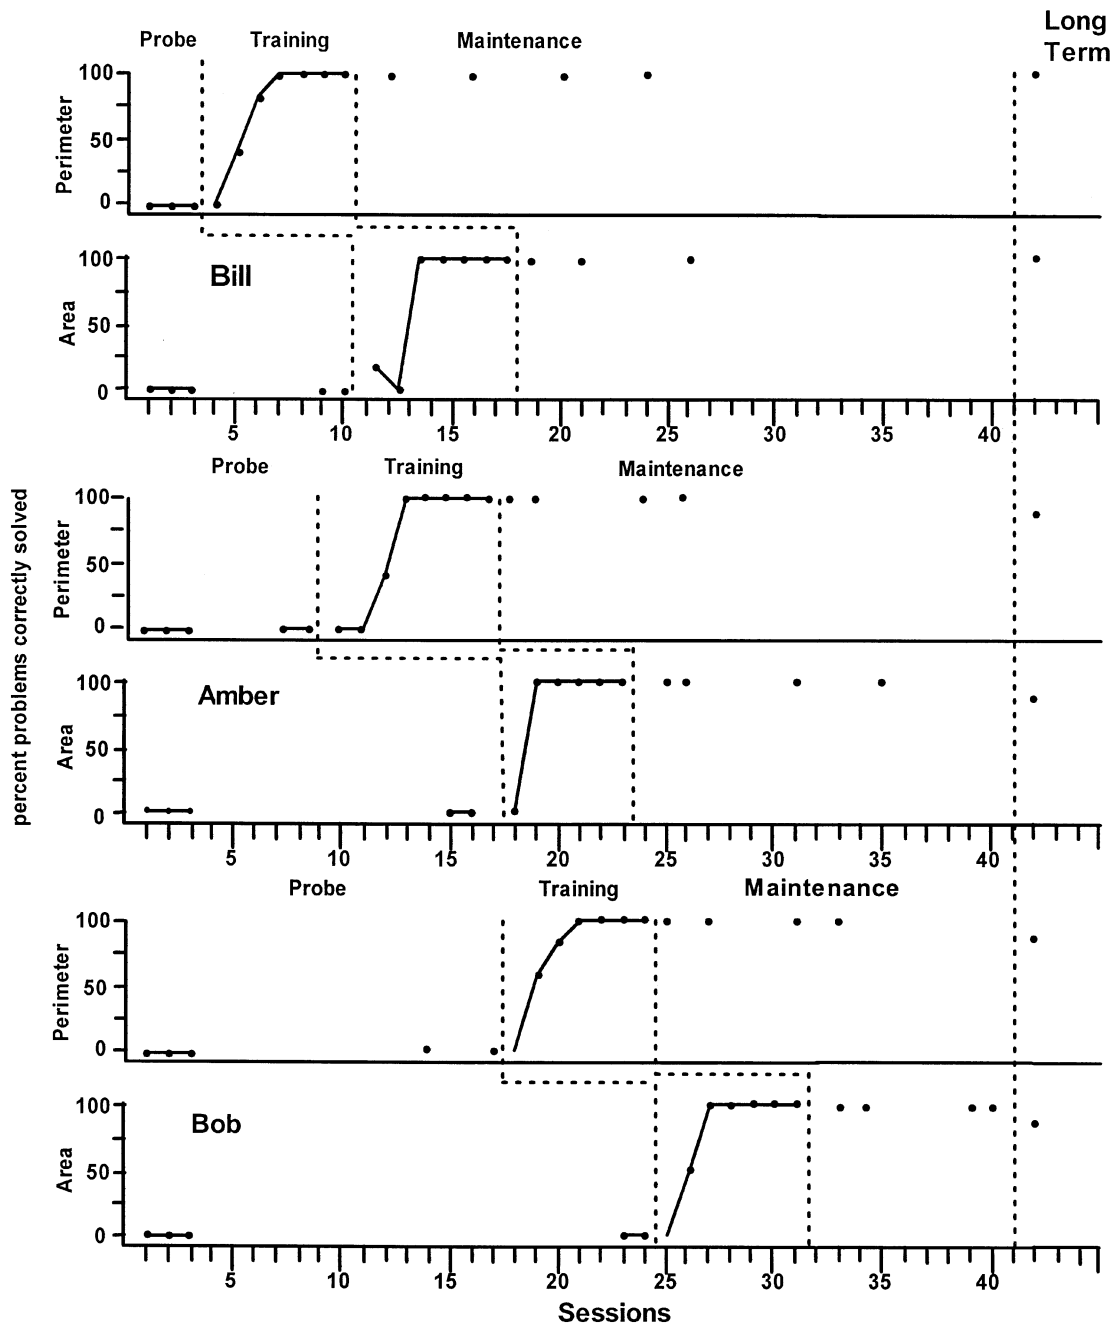 Long
Term
Probe Training Maintenance
100
50
0
Perimeter
Bill
100
50
0
Area
5 10 15 20 25 30 35 40
Probe Training Maintenance
100
50
0
Perimeter
Amber
100
50
0
Area
5 10 15 20 25 30 35 40
percent problems correctly solved
Probe Training Maintenance
100
50
0
Perimeter
Bob
100
50
0
Area
5 10 15 20 25 30 35 40
Sessions